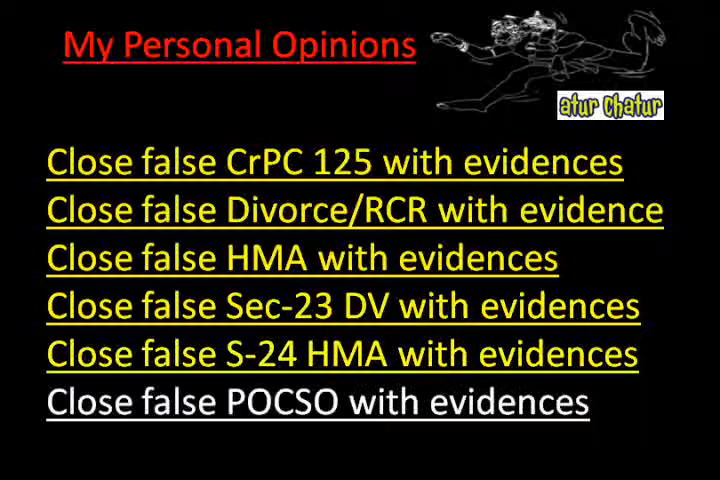 My Personal Opinions
atur Chatur
Close false CrPC 125 with evidences
Close false Divorce/RCR with evidence
Close false HMA with evidences
Close false Sec-23 DV with evidences
Close false S-24 HMA with evidences
Close false POCSO with evidences